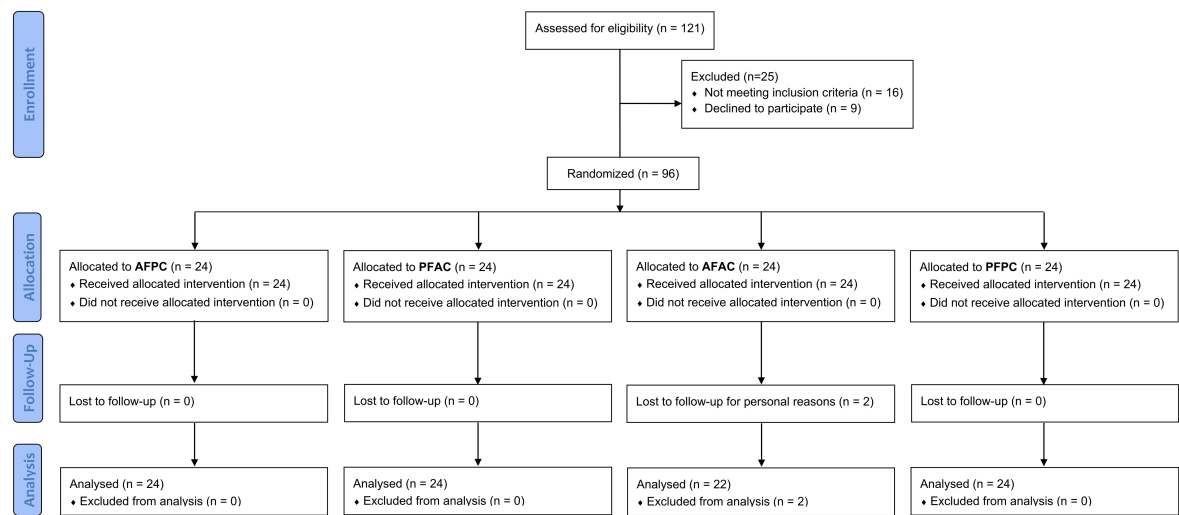 Enrollment
Assessed for eligibility (n = 121)
Excluded (n=25)
♦ Not meeting inclusion criteria (n = 16)
♦ Declined to participate (n = 9)
Randomized (n = 96)
Allocation
Allocated to AFPC (n = 24)
♦ Received allocated intervention (n = 24)
♦ Did not receive allocated intervention (n = 0)
Allocated to PFAC (n = 24)
♦ Received allocated intervention (n = 24)
♦ Did not receive allocated intervention (n = 0)
Allocated to AFAC (n = 24)
♦ Received allocated intervention (n = 24)
♦ Did not receive allocated intervention (n = 0)
Allocated to PFPC (n = 24)
♦ Received allocated intervention (n = 24)
♦ Did not receive allocated intervention (n = 0)
Follow-Up
Lost to follow-up (n = 0)
Lost to follow-up (n = 0)
Lost to follow-up for personal reasons (n = 2)
Lost to follow-up (n = 0)
Analysis
Analysed (n = 24)
♦ Excluded from analysis (n = 0)
Analysed (n = 24)
♦ Excluded from analysis (n = 0)
Analysed (n = 22)
♦ Excluded from analysis (n = 2)
Analysed (n = 24)
♦ Excluded from analysis (n = 0)